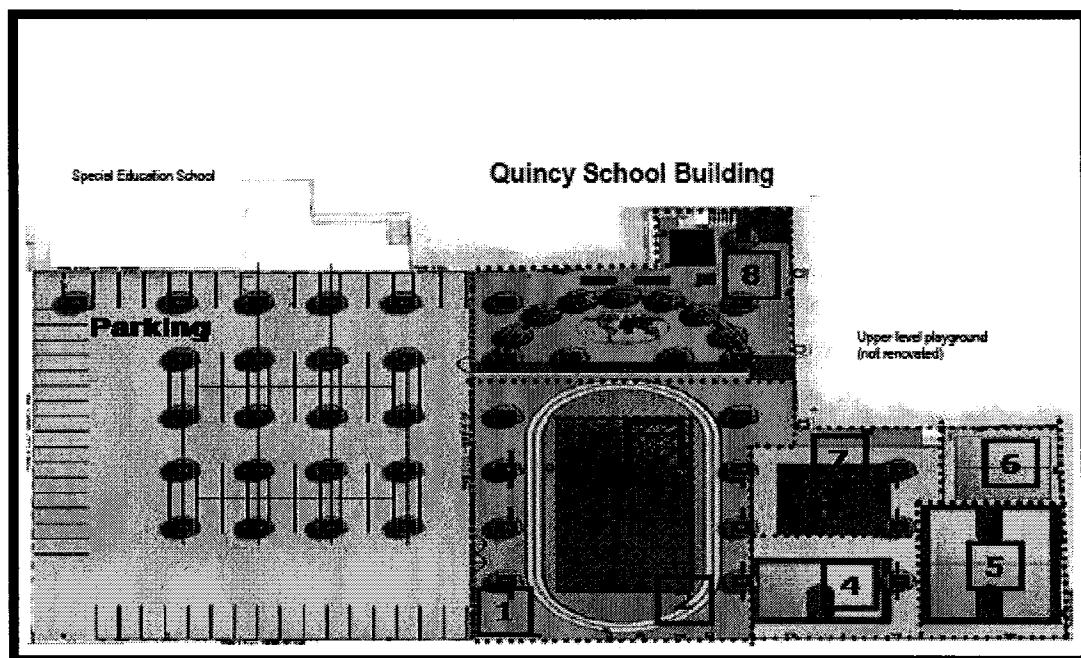 Special Education School
Quincy School Building
8
Parking
Upper level playground
(not renovated)
7
6
5
4
1